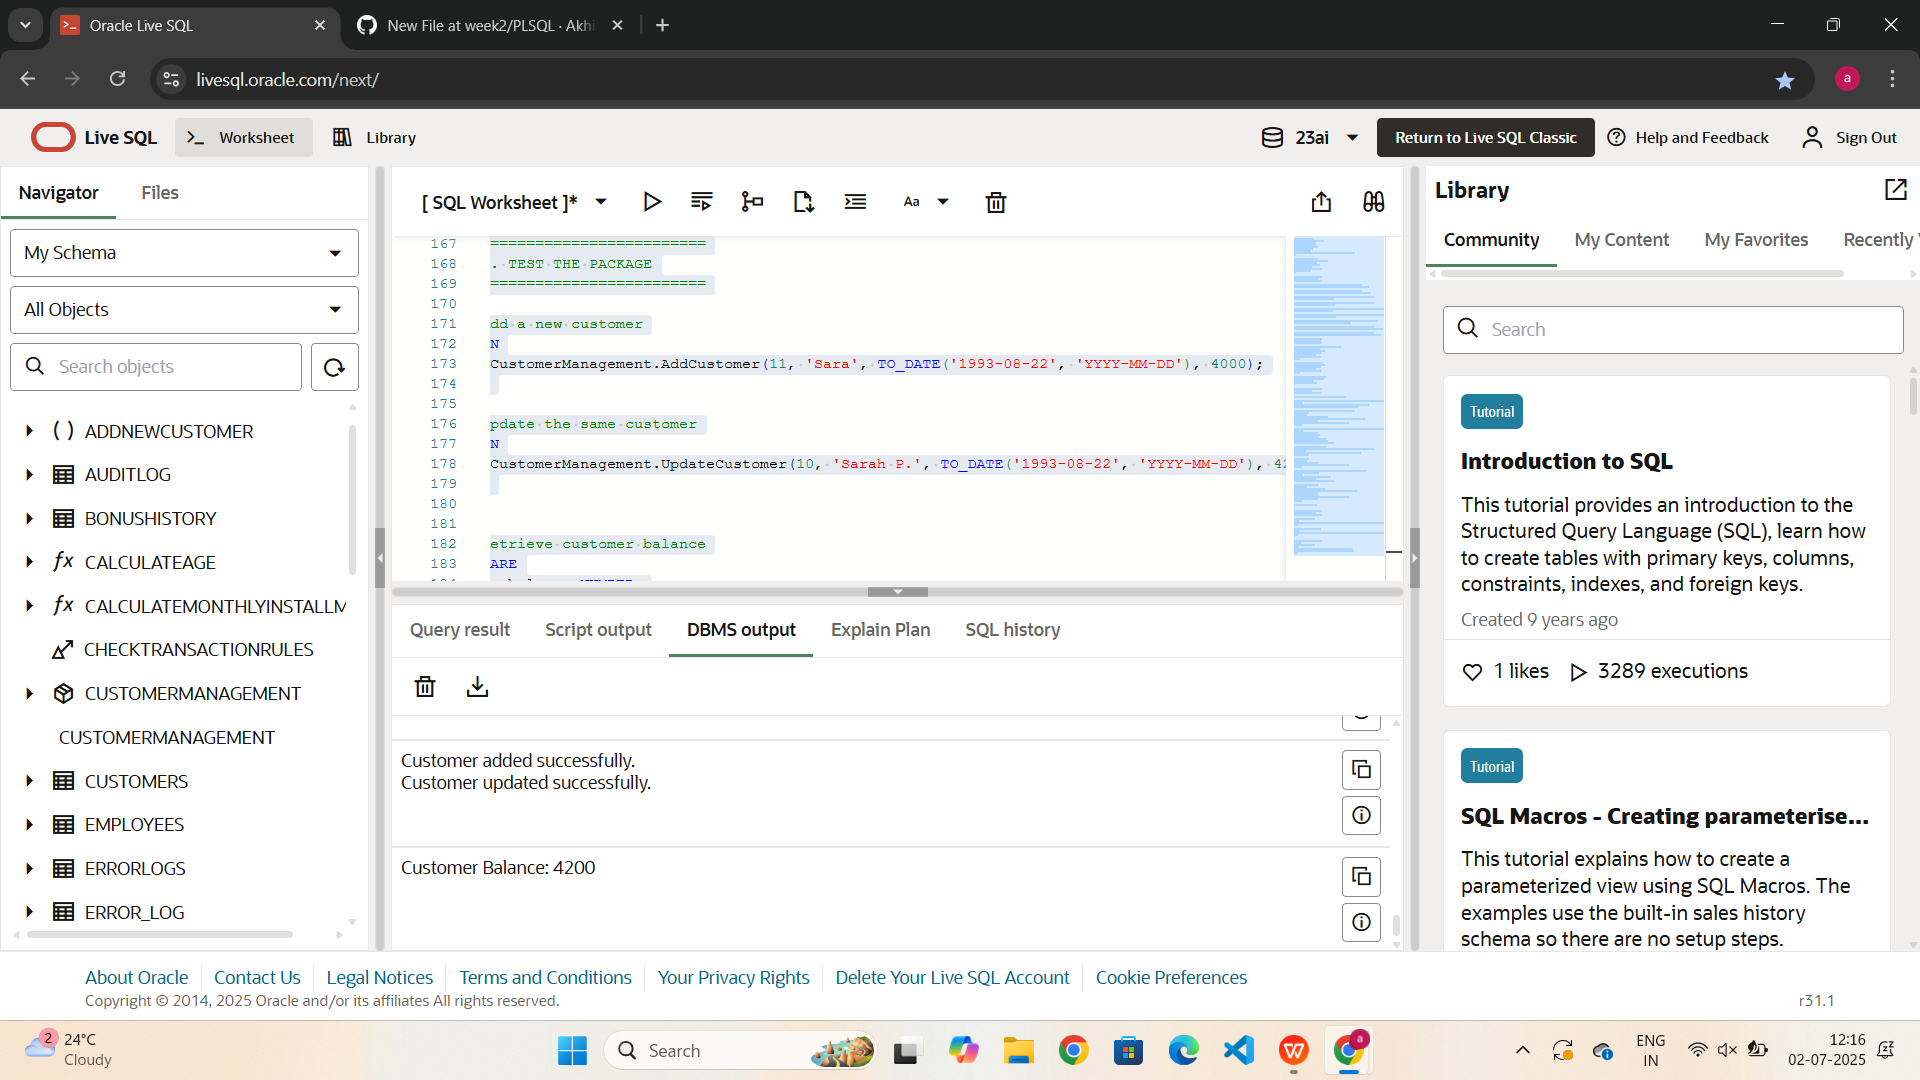 Oracle Live SQL
New File at week2/PLSQL · Akhi
livesql.oracle.com/next/
a
Live SQL
Worksheet
Library
23ai
Return to Live SQL Classic
Help and Feedback
Sign Out
Navigator
Files
My Schema
All Objects
Search objects
( ) ADDNEWCUSTOMER
AUDITLOG
BONUSHISTORY
fx CALCULATEAGE
fx CALCULATEMONTHLYINSTALLM
CHECKTRANSACTIONRULES
CUSTOMERMANAGEMENT
CUSTOMERMANAGEMENT
CUSTOMERS
EMPLOYEES
ERRORLOGS
ERROR_LOG
[ SQL Worksheet ]*
Aa
167 ========================
168 . TEST THE PACKAGE
169 ========================
170
171 dd a new customer
172 N
173 CustomerManagement.AddCustomer(11, 'Sara', TO_DATE('1993-08-22', 'YYYY-MM-DD'), 4000);
174
175
176 pdate the same customer
177 N
178 CustomerManagement.UpdateCustomer(10, 'Sarah P.', TO_DATE('1993-08-22', 'YYYY-MM-DD'), 42
179
180
181
182 etrieve customer balance
183 ARE
Query result
Script output
DBMS output
Explain Plan
SQL history
Customer added successfully.
Customer updated successfully.
Customer Balance: 4200
Library
Community
My Content
My Favorites
Recently
Search
Tutorial
Introduction to SQL
This tutorial provides an introduction to the
Structured Query Language (SQL), learn how
to create tables with primary keys, columns,
constraints, indexes, and foreign keys.
Created 9 years ago
1 likes
3289 executions
Tutorial
SQL Macros - Creating parameterise...
This tutorial explains how to create a
parameterized view using SQL Macros. The
examples use the built-in sales history
schema so there are no setup steps.
About Oracle
Contact Us
Legal Notices
Terms and Conditions
Your Privacy Rights
Delete Your Live SQL Account
Cookie Preferences
Copyright © 2014, 2025 Oracle and/or its affiliates All rights reserved.
r31.1
2
24°C
Cloudy
Search
a
ENG
IN
12:16
02-07-2025